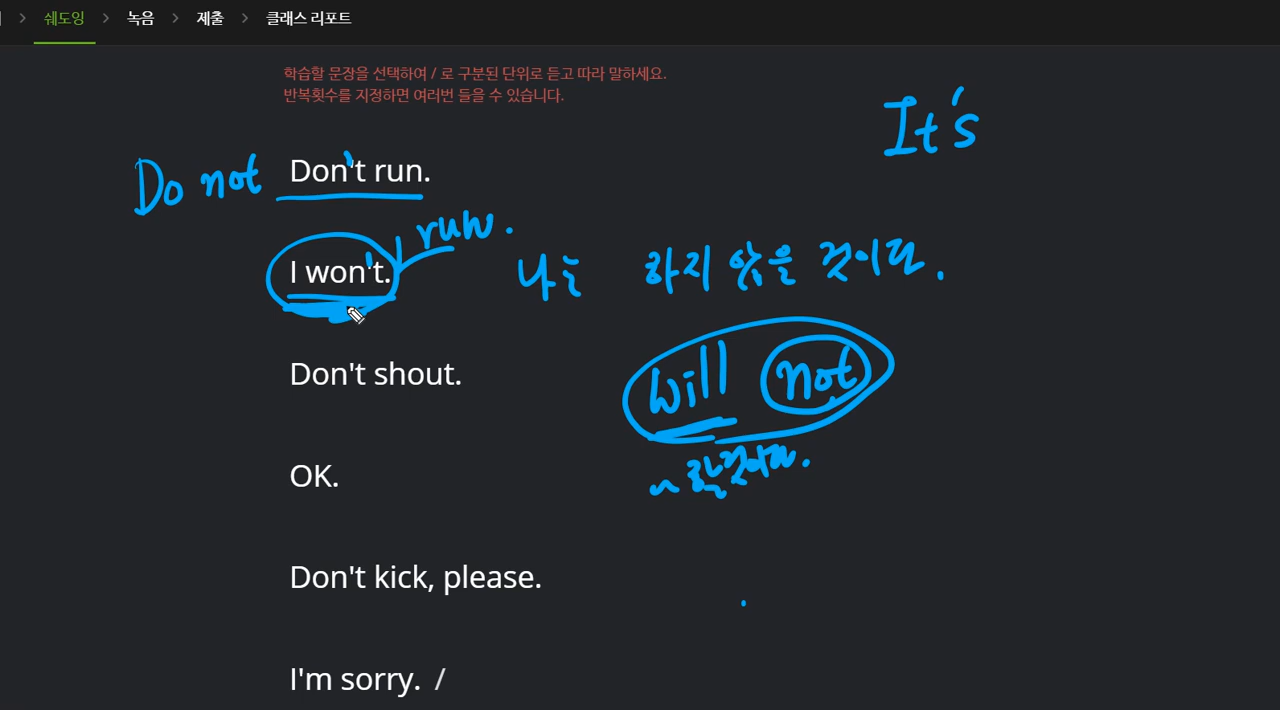 쉐도잉 > 녹음 > 제출 > 클래스 리포트
학습할 문장을 선택하여 / 로 구분된 단위로 듣고 따라 말하세요.
반복횟수를 지정하면 여러번 들을 수 있습니다.
It's
Do not Don't run.
run.
I won't. 나는 하지 않을 것이다.
will not
Don't shout.
~ 할 것이다.
OK.
Don't kick, please.
I'm sorry. /